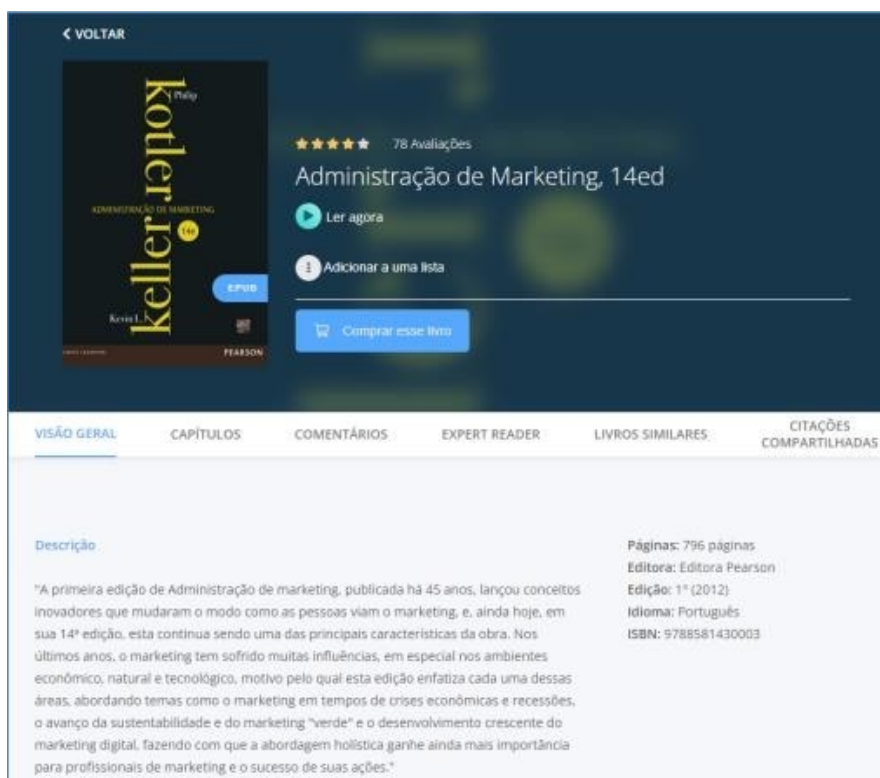 VOLTAR
Philip
kotler
ADMINISTRAÇÃO DE MARKETING
14e
keller
Kevin L.
EPUB
PEARSON
78 Avaliações
Administração de Marketing, 14ed
Ler agora
Adicionar a uma lista
Comprar esse livro
VISÃO GERAL
CAPÍTULOS
COMENTÁRIOS
EXPERT READER
LIVROS SIMILARES
CITAÇÕES
COMPARTILHADAS
Descrição
"A primeira edição de Administração de marketing, publicada há 45 anos, lançou conceitos
inovadores que mudaram o modo como as pessoas viam o marketing, e, ainda hoje, em
sua 14ª edição, esta continua sendo uma das principais características da obra. Nos
últimos anos, o marketing tem sofrido muitas influências, em especial nos ambientes
econômico, natural e tecnológico, motivo pelo qual esta edição enfatiza cada uma dessas
áreas, abordando temas como o marketing em tempos de crises econômicas e recessões,
o avanço da sustentabilidade e do marketing "verde" e o desenvolvimento crescente do
marketing digital, fazendo com que a abordagem holística ganhe ainda mais importância
para profissionais de marketing e o sucesso de suas ações."
Páginas: 796 páginas
Editora: Editora Pearson
Edição: 1ª (2012)
Idioma: Português
ISBN: 9788581430003